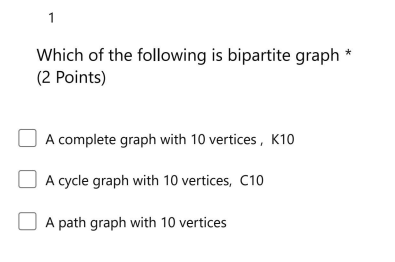 1
Which of the following is bipartite graph *
(2 Points)
A complete graph with 10 vertices , K10
A cycle graph with 10 vertices, C10
A path graph with 10 vertices